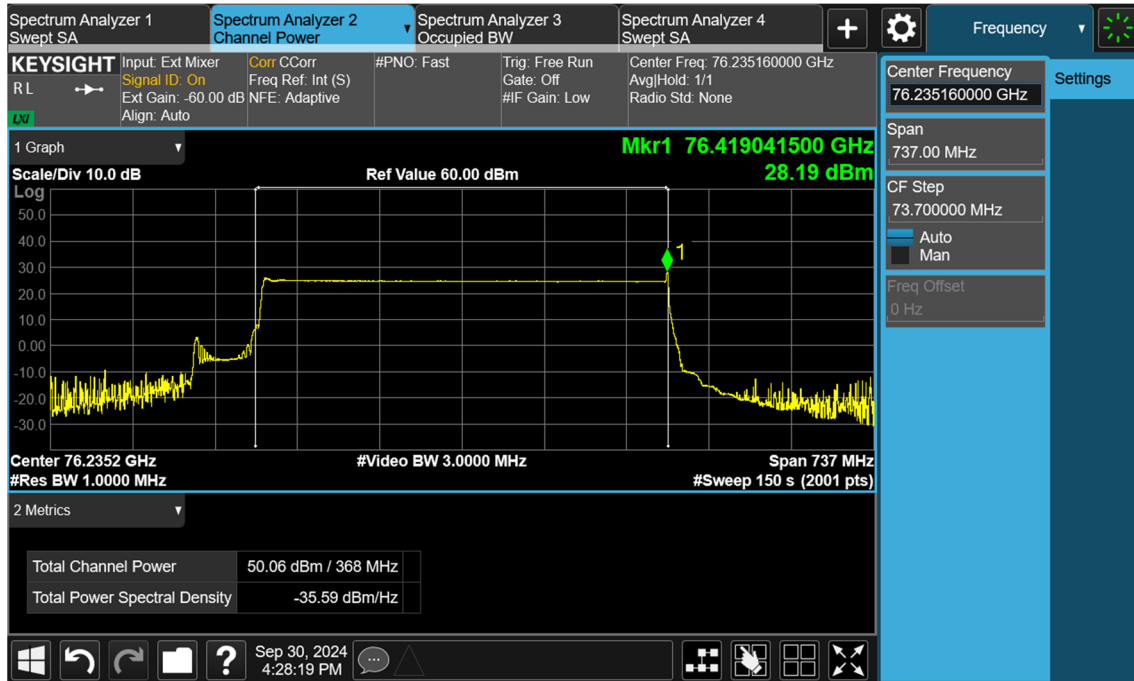 Spectrum Analyzer 1
Swept SA
Spectrum Analyzer 2
Channel Power
Spectrum Analyzer 3
Occupied BW
Spectrum Analyzer 4
Swept SA
+
Frequency
KEYSIGHT
R L
LXI
Input: Ext Mixer
Signal ID: On
Ext Gain: -60.00 dB
Align: Auto
Corr CCorr
Freq Ref: Int (S)
NFE: Adaptive
#PNO: Fast
Trig: Free Run
Gate: Off
#IF Gain: Low
Center Freq: 76.235160000 GHz
Avg|Hold: 1/1
Radio Std: None
Center Frequency
76.235160000 GHz
Settings
Span
737.00 MHz
CF Step
73.700000 MHz
Auto
Man
Freq Offset
0 Hz
1 Graph
Mkr1 76.419041500 GHz
28.19 dBm
Scale/Div 10.0 dB
Ref Value 60.00 dBm
Log
50.0
40.0
30.0
20.0
10.0
0.00
-10.0
-20.0
-30.0
1
Center 76.2352 GHz
#Video BW 3.0000 MHz
Span 737 MHz
#Res BW 1.0000 MHz
#Sweep 150 s (2001 pts)
2 Metrics
Total Channel Power 50.06 dBm / 368 MHz
Total Power Spectral Density -35.59 dBm/Hz
?
Sep 30, 2024
4:28:19 PM